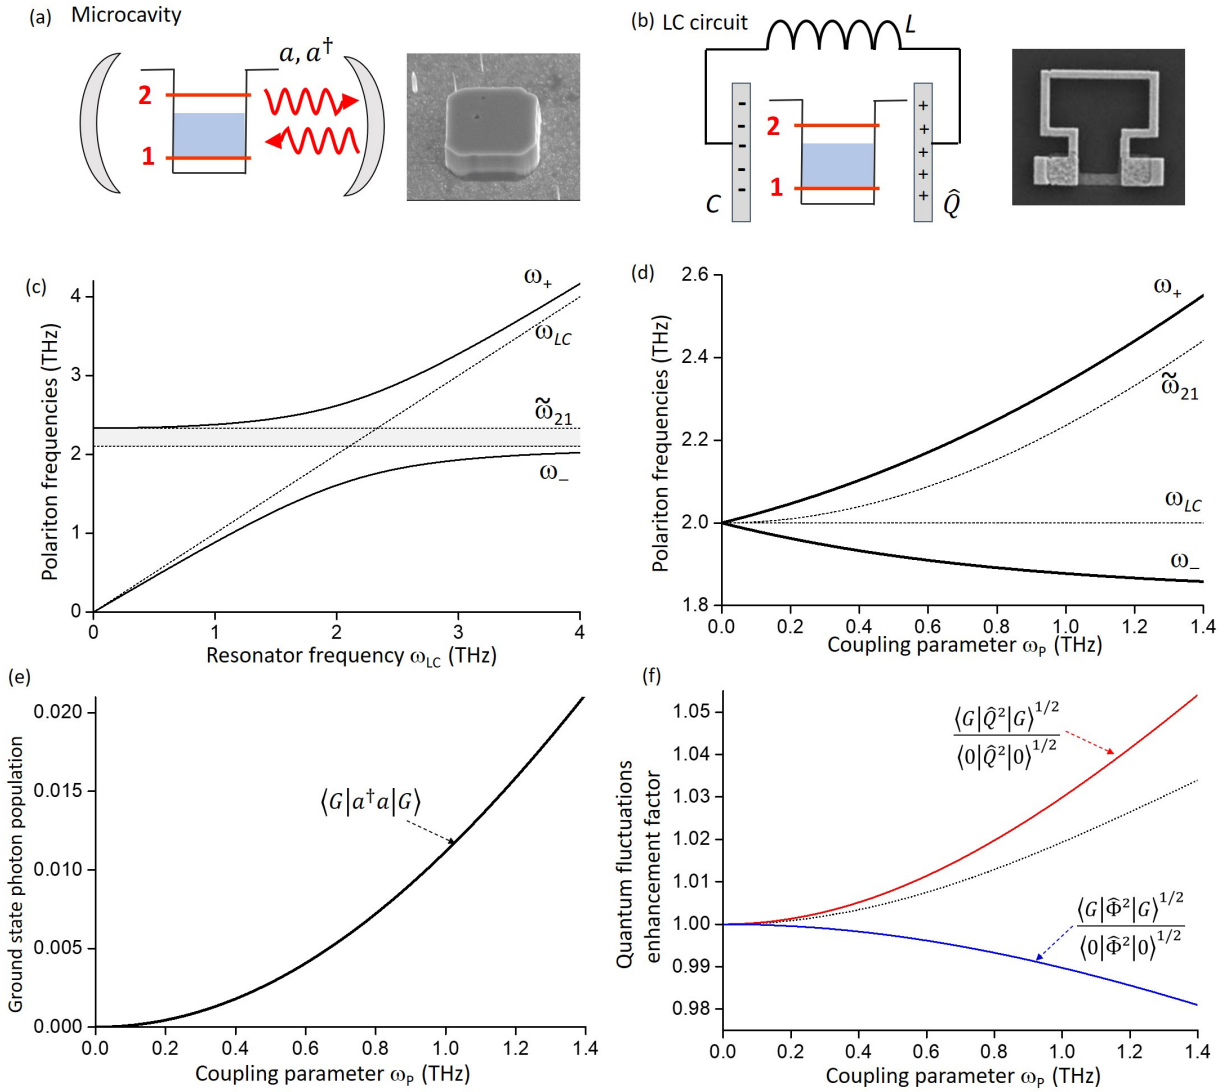 (a) Microcavity
a, a†
2
1
(b) LC circuit
L
- + 
- +
- +
- +
- +
+
2
1
C
Q̂
(c)
Polariton frequencies (THz)
4
3
2
1
0
0 1 2 3 4
Resonator frequency ω_LC (THz)
ω₊
ω_LC
ω̃₂₁
ω₋
(d)
Polariton frequencies (THz)
2.6
2.4
2.2
2.0
1.8
0.0 0.2 0.4 0.6 0.8 1.0 1.2 1.4
Coupling parameter ω_P (THz)
ω₊
ω̃₂₁
ω_LC
ω₋
(e)
Ground state photon population
0.020
0.015
0.010
0.005
0.000
0.0 0.2 0.4 0.6 0.8 1.0 1.2 1.4
Coupling parameter ω_P (THz)
⟨G|a†a|G⟩
(f)
Quantum fluctuations
enhancement factor
1.05
1.04
1.03
1.02
1.01
1.00
0.99
0.98
0.0 0.2 0.4 0.6 0.8 1.0 1.2 1.4
Coupling parameter ω_P (THz)
⟨G|Q̂²|G⟩^1/2
⟨0|Q̂²|0⟩^1/2
⟨G|Φ̂²|G⟩^1/2
⟨0|Φ̂²|0⟩^1/2